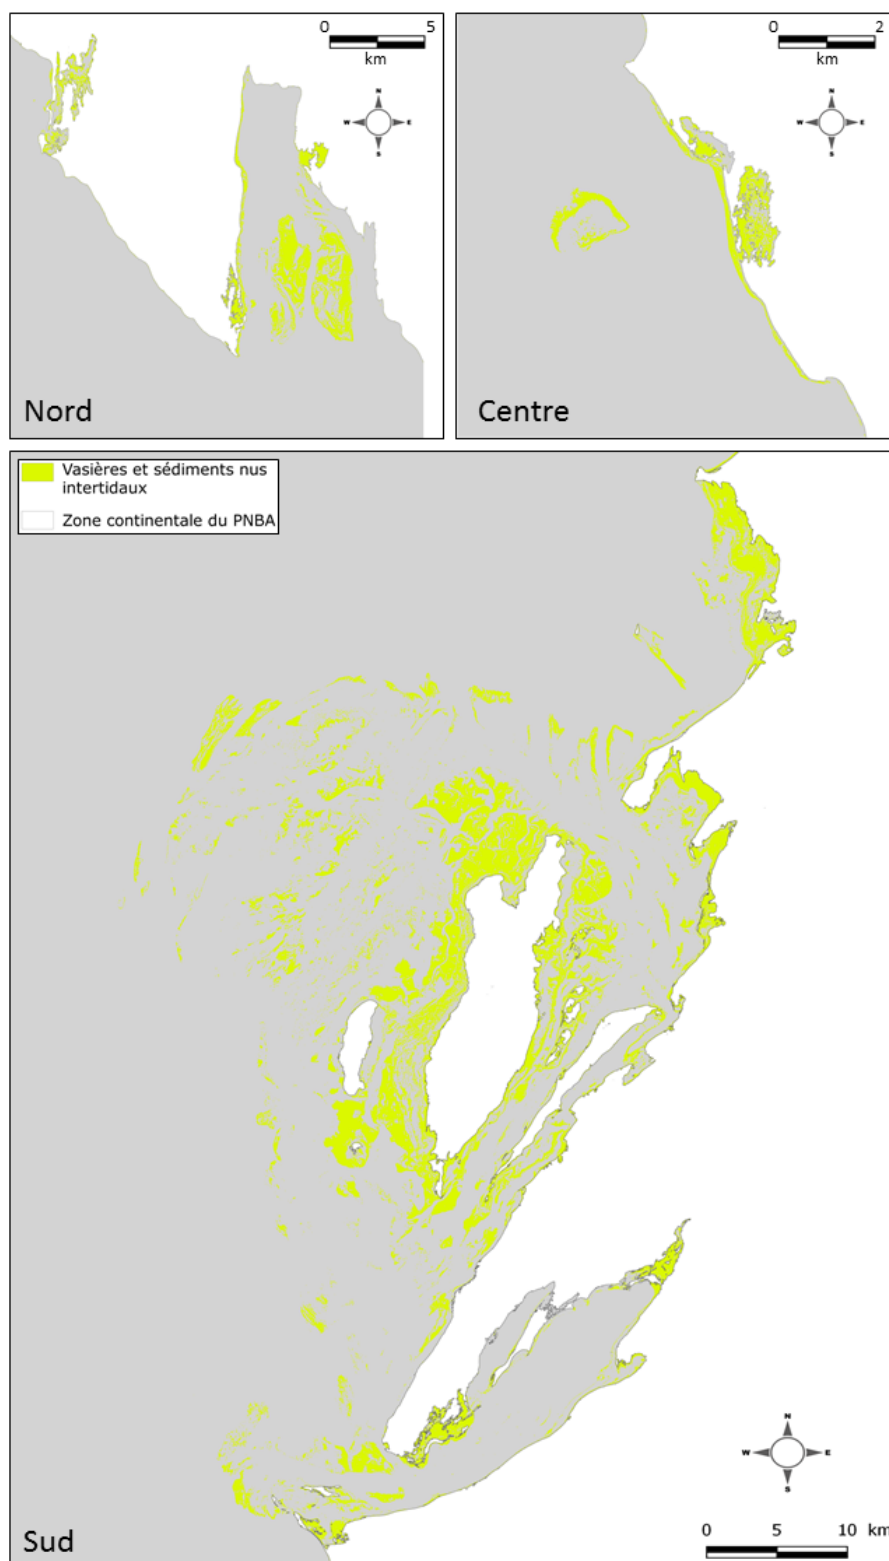 0 5
km
N
W E
S
Nord
0 2
km
N
W E
S
Centre
Vasières et sédiments nus
intertidaux
Zone continentale du PNBA
N
W E
S
Sud
0 5 10 km